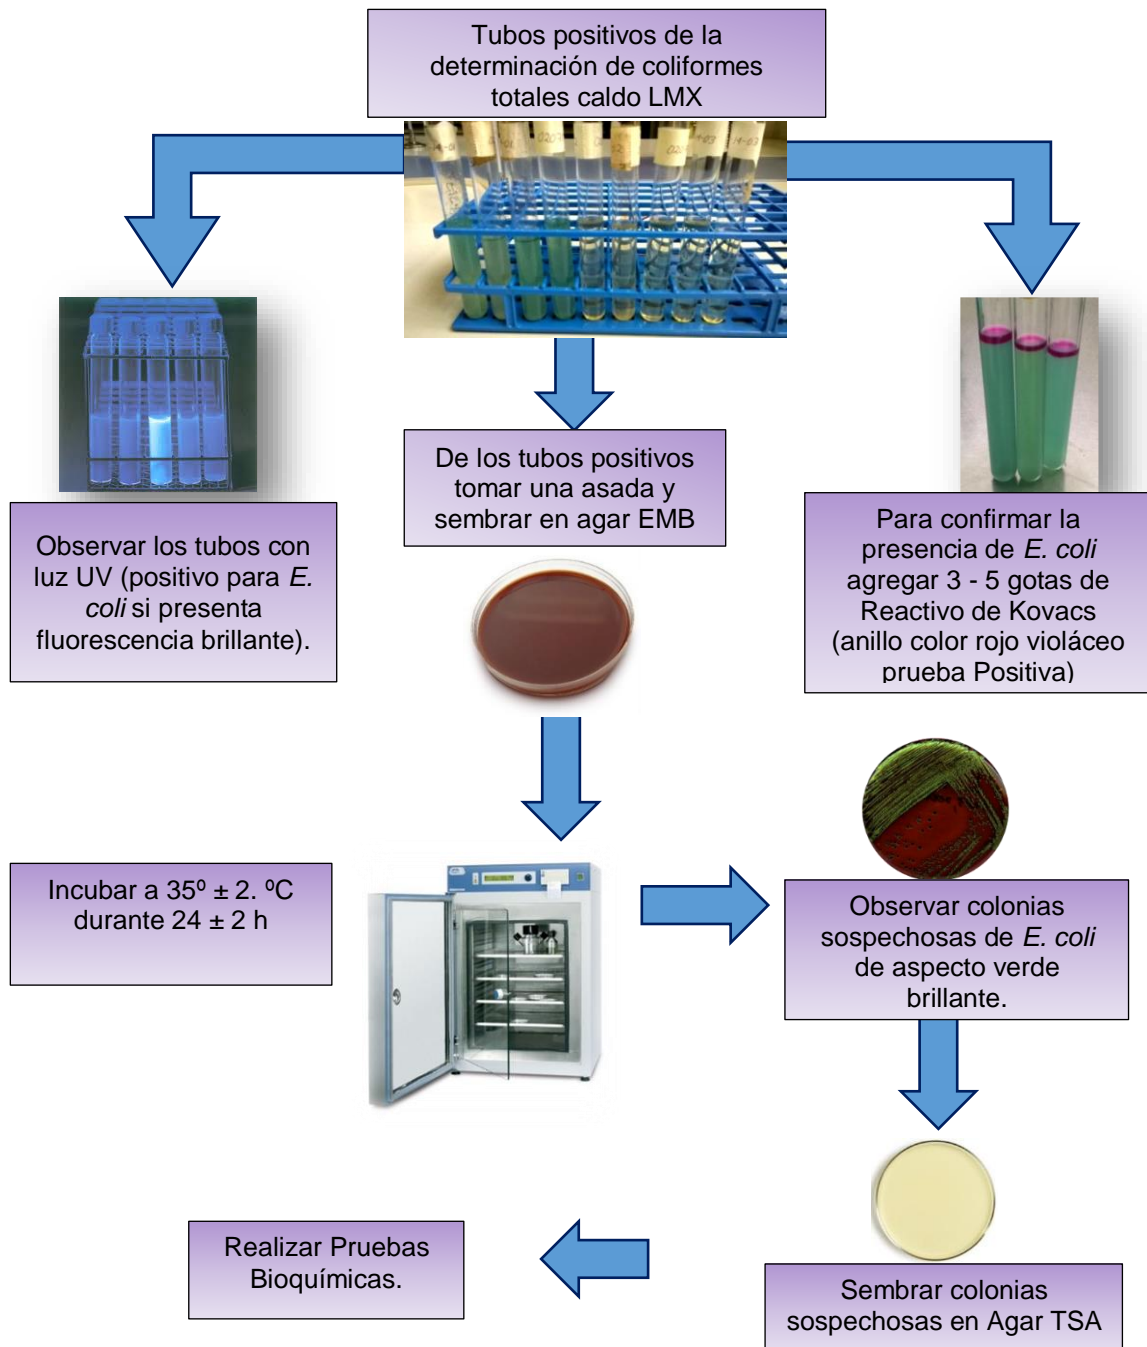 Tubos positivos de la
determinación de coliformes
totales caldo LMX
De los tubos positivos
tomar una asada y
sembrar en agar EMB
Observar los tubos con
luz UV (positivo para E.
coli si presenta
fluorescencia brillante).
Para confirmar la
presencia de E. coli
agregar 3 - 5 gotas de
Reactivo de Kovacs
(anillo color rojo violáceo
prueba Positiva)
Incubar a 35º ± 2. ºC
durante 24 ± 2 h
Observar colonias
sospechosas de E. coli
de aspecto verde
brillante.
Realizar Pruebas
Bioquímicas.
Sembrar colonias
sospechosas en Agar TSA